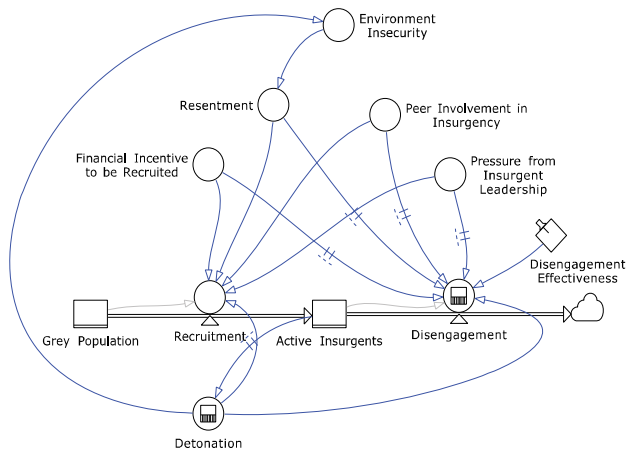 Environment
Insecurity
Resentment
Peer Involvement in
Insurgency
Financial Incentive
to be Recruited
Pressure from
Insurgent
Leadership
Disengagement
Effectiveness
Grey Population
Recruitment
Active Insurgents
Disengagement
Detonation